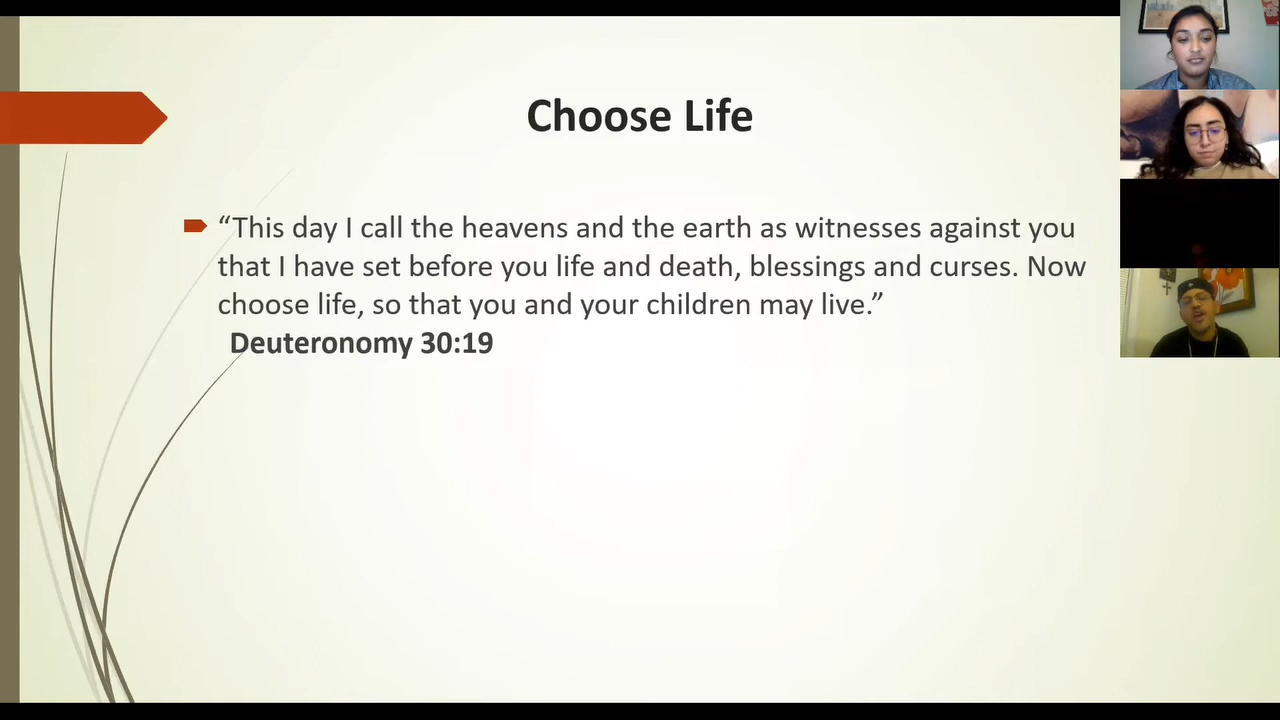 Choose Life
“This day I call the heavens and the earth as witnesses against you
that I have set before you life and death, blessings and curses. Now
choose life, so that you and your children may live.”
Deuteronomy 30:19